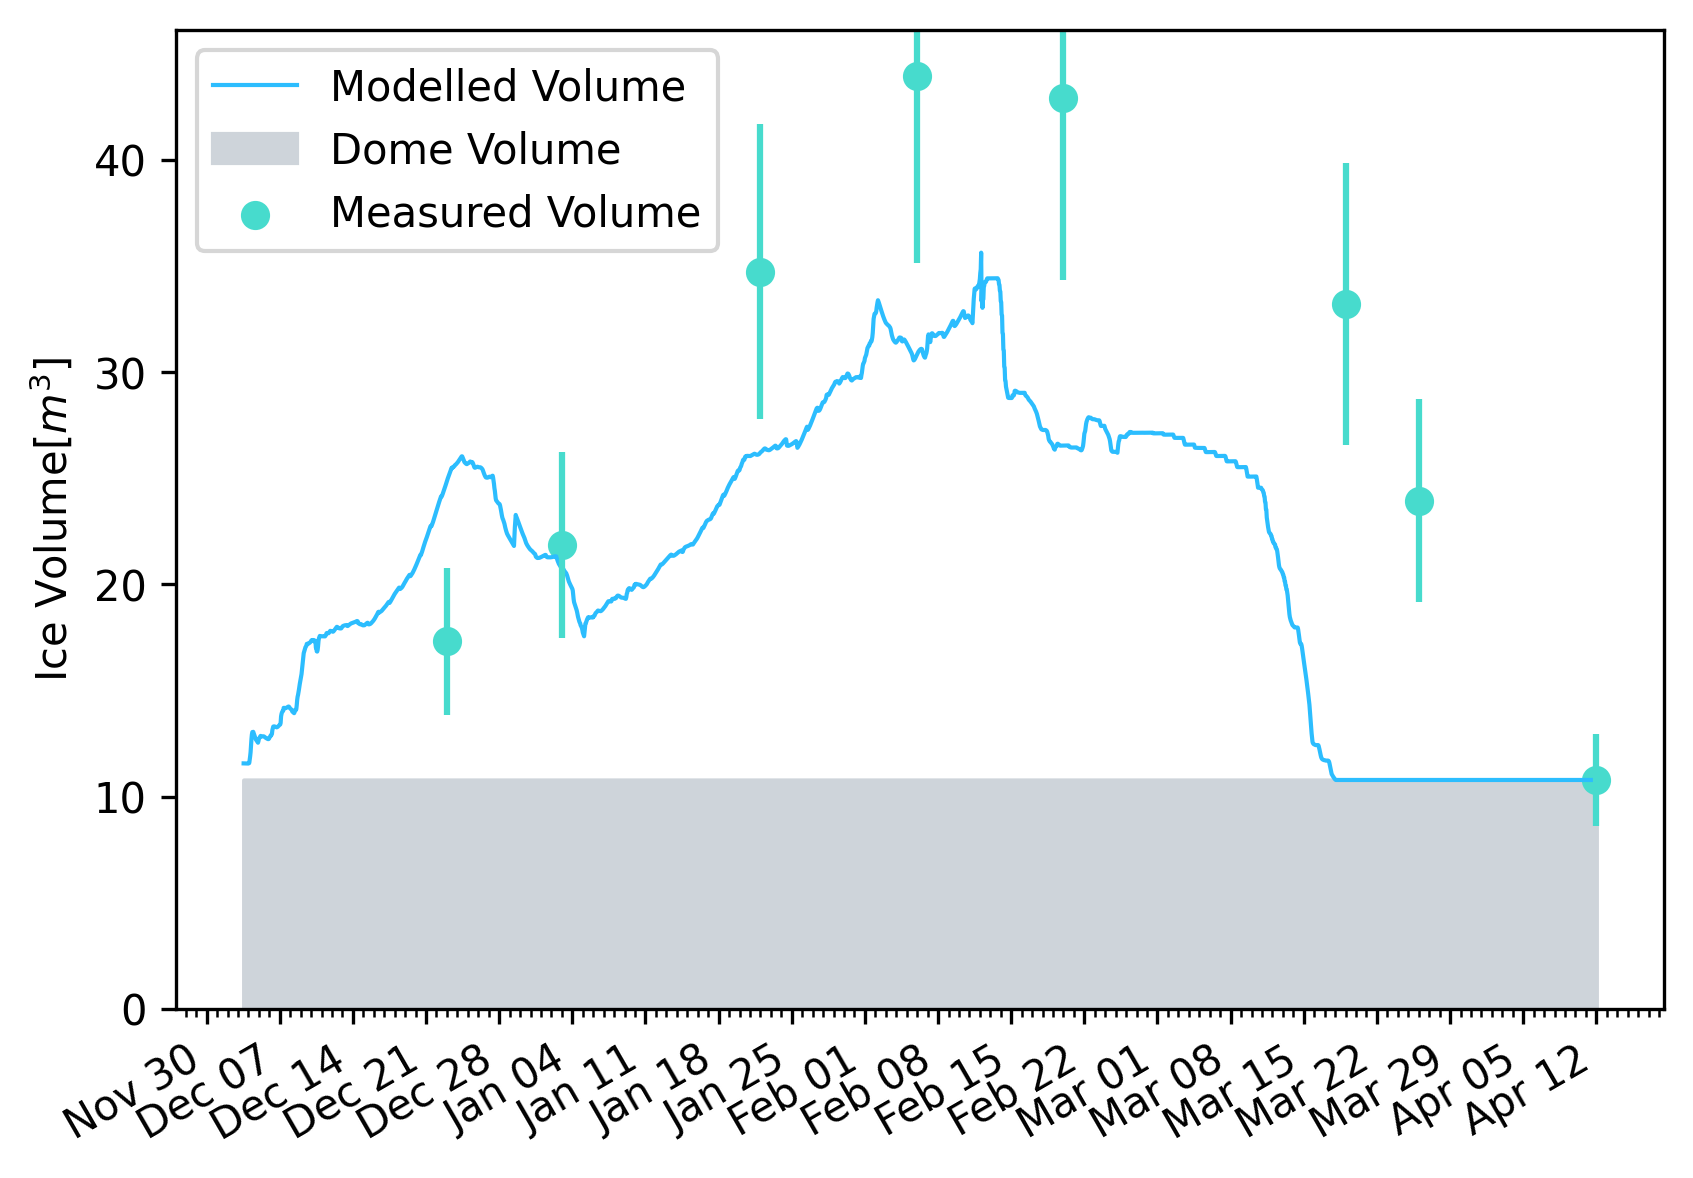 Modelled Volume
Dome Volume
Measured Volume
Ice Volume[m³]
40
30
20
10
0
Nov 30
Dec 07
Dec 14
Dec 21
Dec 28
Jan 04
Jan 11
Jan 18
Jan 25
Feb 01
Feb 08
Feb 15
Feb 22
Mar 01
Mar 08
Mar 15
Mar 22
Mar 29
Apr 05
Apr 12